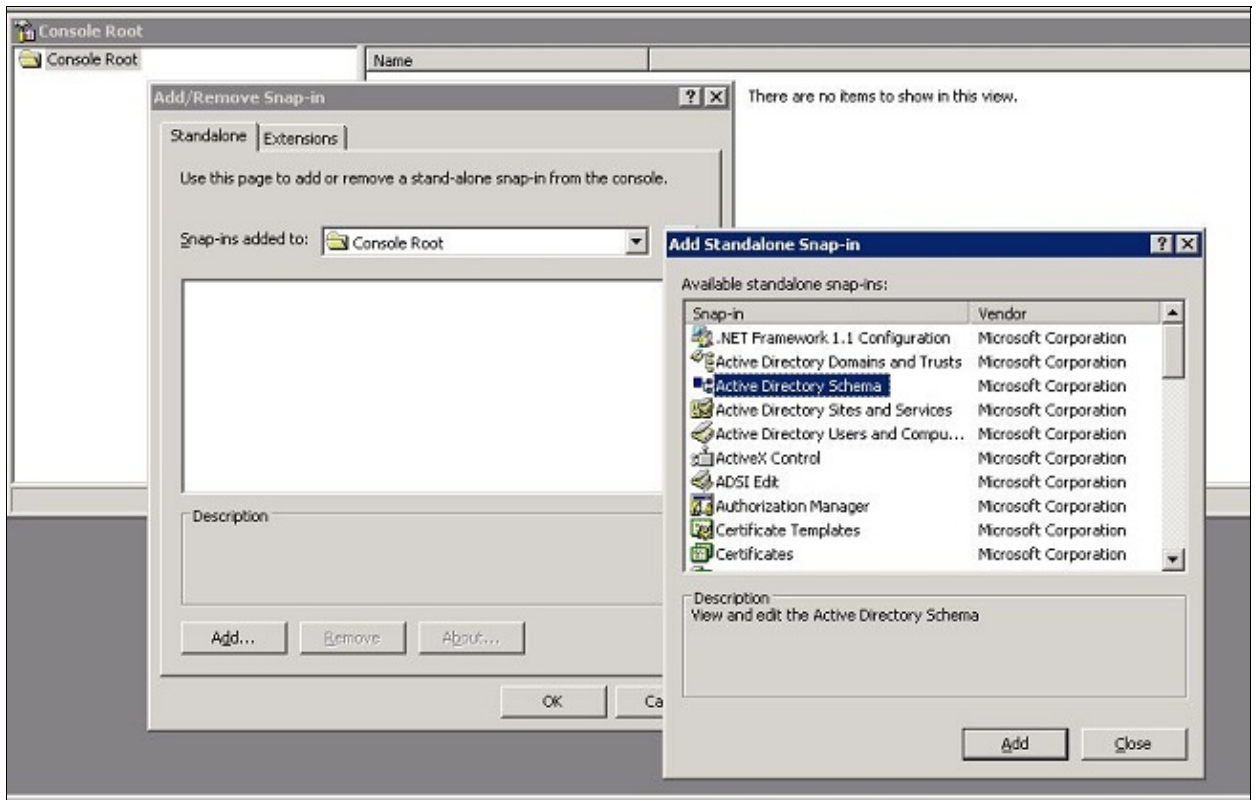 Console Root
Console Root
Name
There are no items to show in this view.
Add/Remove Snap-in
Standalone
Extensions
Use this page to add or remove a stand-alone snap-in from the console.
Snap-ins added to:
Console Root
Description
Add...
Remove
About...
OK
Ca
Add Standalone Snap-in
Available standalone snap-ins:
Snap-in Vendor
.NET Framework 1.1 Configuration Microsoft Corporation
Active Directory Domains and Trusts Microsoft Corporation
Active Directory Schema Microsoft Corporation
Active Directory Sites and Services Microsoft Corporation
Active Directory Users and Compu... Microsoft Corporation
ActiveX Control Microsoft Corporation
ADSI Edit Microsoft Corporation
Authorization Manager Microsoft Corporation
Certificate Templates Microsoft Corporation
Certificates Microsoft Corporation
Description
View and edit the Active Directory Schema
Add
Close